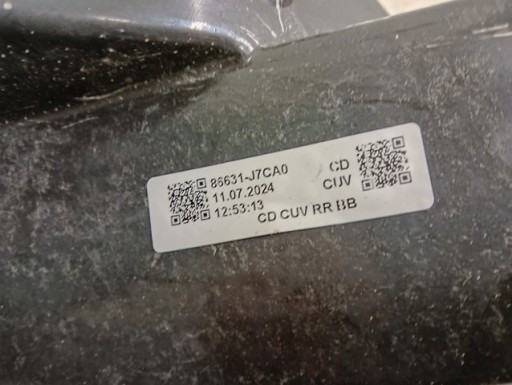 86631-J7CA0 CD
11.07.2024 CUV
12:53:13
CD CUV RR BB